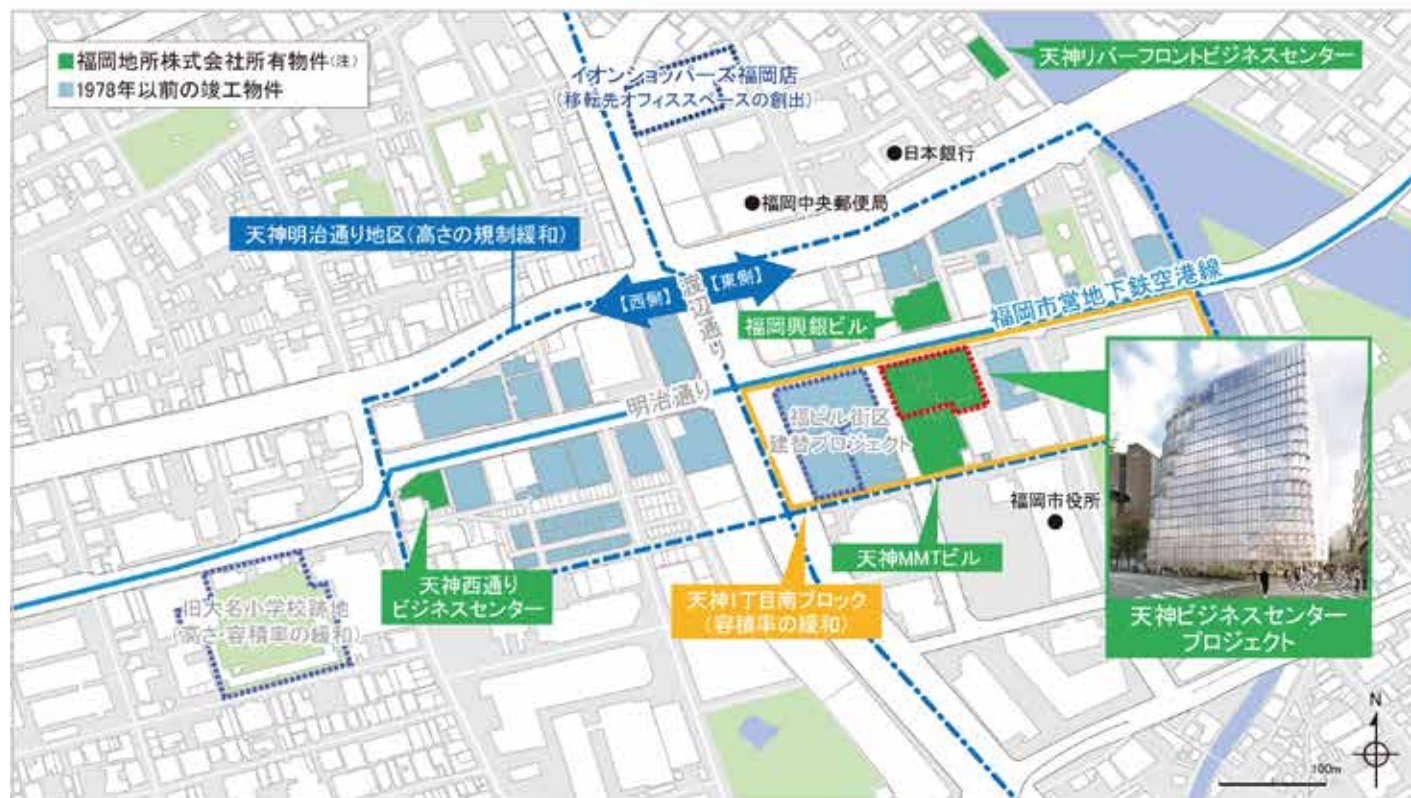 福岡地所株式会社所有物件(注)
1978年以前の竣工物件
イオンショッパーズ福岡店
(移転先オフィススペースの創出)
天神リバーフロントビジネスセンター
●日本銀行
●福岡中央郵便局
天神明治通り地区(高さの規制緩和)
【西側】
【東側】
渡辺通り
福岡興銀ビル
福岡市営地下鉄空港線
明治通り
福ビル街区
建替プロジェクト
福岡市役所
●
天神MMTビル
天神西通り
ビジネスセンター
天神1丁目南ブロック
(容積率の緩和)
旧大名小学校跡地
(高さ・容積率の緩和)
天神ビジネスセンター
プロジェクト
N
100m